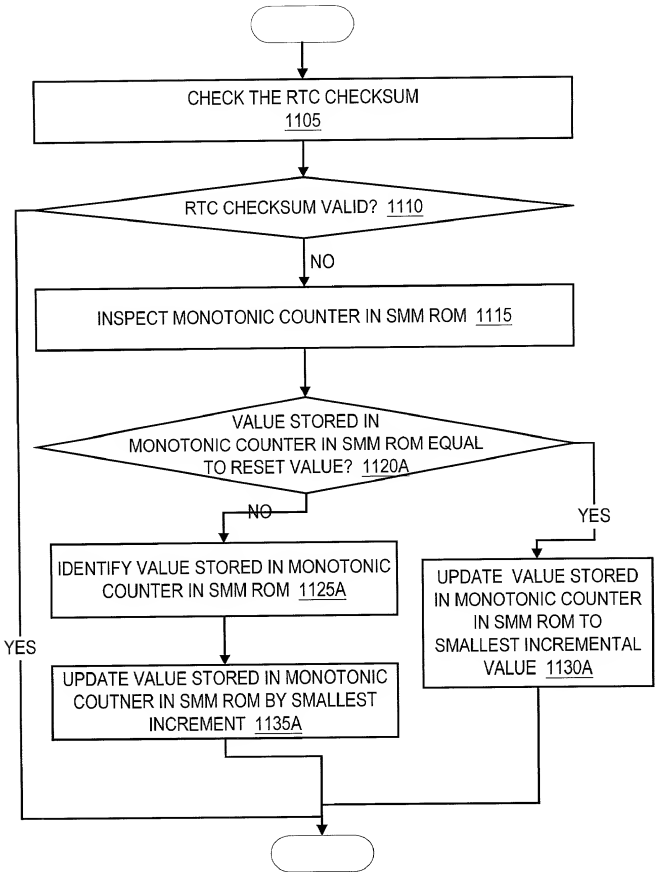 CHECK THE RTC CHECKSUM
1105
RTC CHECKSUM VALID? 1110
NO
INSPECT MONOTONIC COUNTER IN SMM ROM 1115
VALUE STORED IN
MONOTONIC COUNTER IN SMM ROM EQUAL
TO RESET VALUE? 1120A
NO
YES
IDENTIFY VALUE STORED IN MONOTONIC
COUNTER IN SMM ROM 1125A
UPDATE VALUE STORED
IN MONOTONIC COUNTER
IN SMM ROM TO
SMALLEST INCREMENTAL
VALUE 1130A
YES
UPDATE VALUE STORED IN MONOTONIC
COUTNER IN SMM ROM BY SMALLEST
INCREMENT 1135A